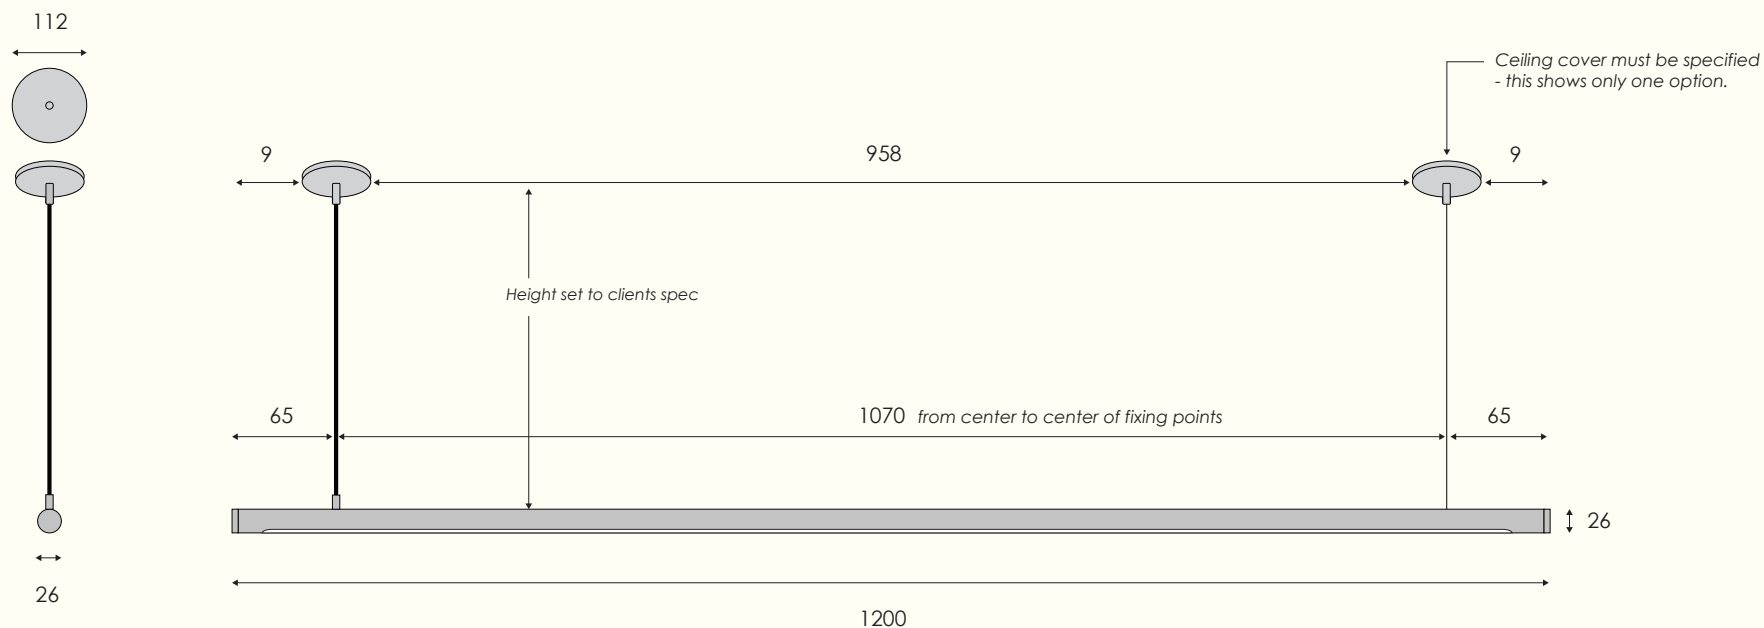 112
Ceiling cover must be specified
- this shows only one option.
9
958
9
Height set to clients spec
65
1070 from center to center of fixing points
65
26
26
1200